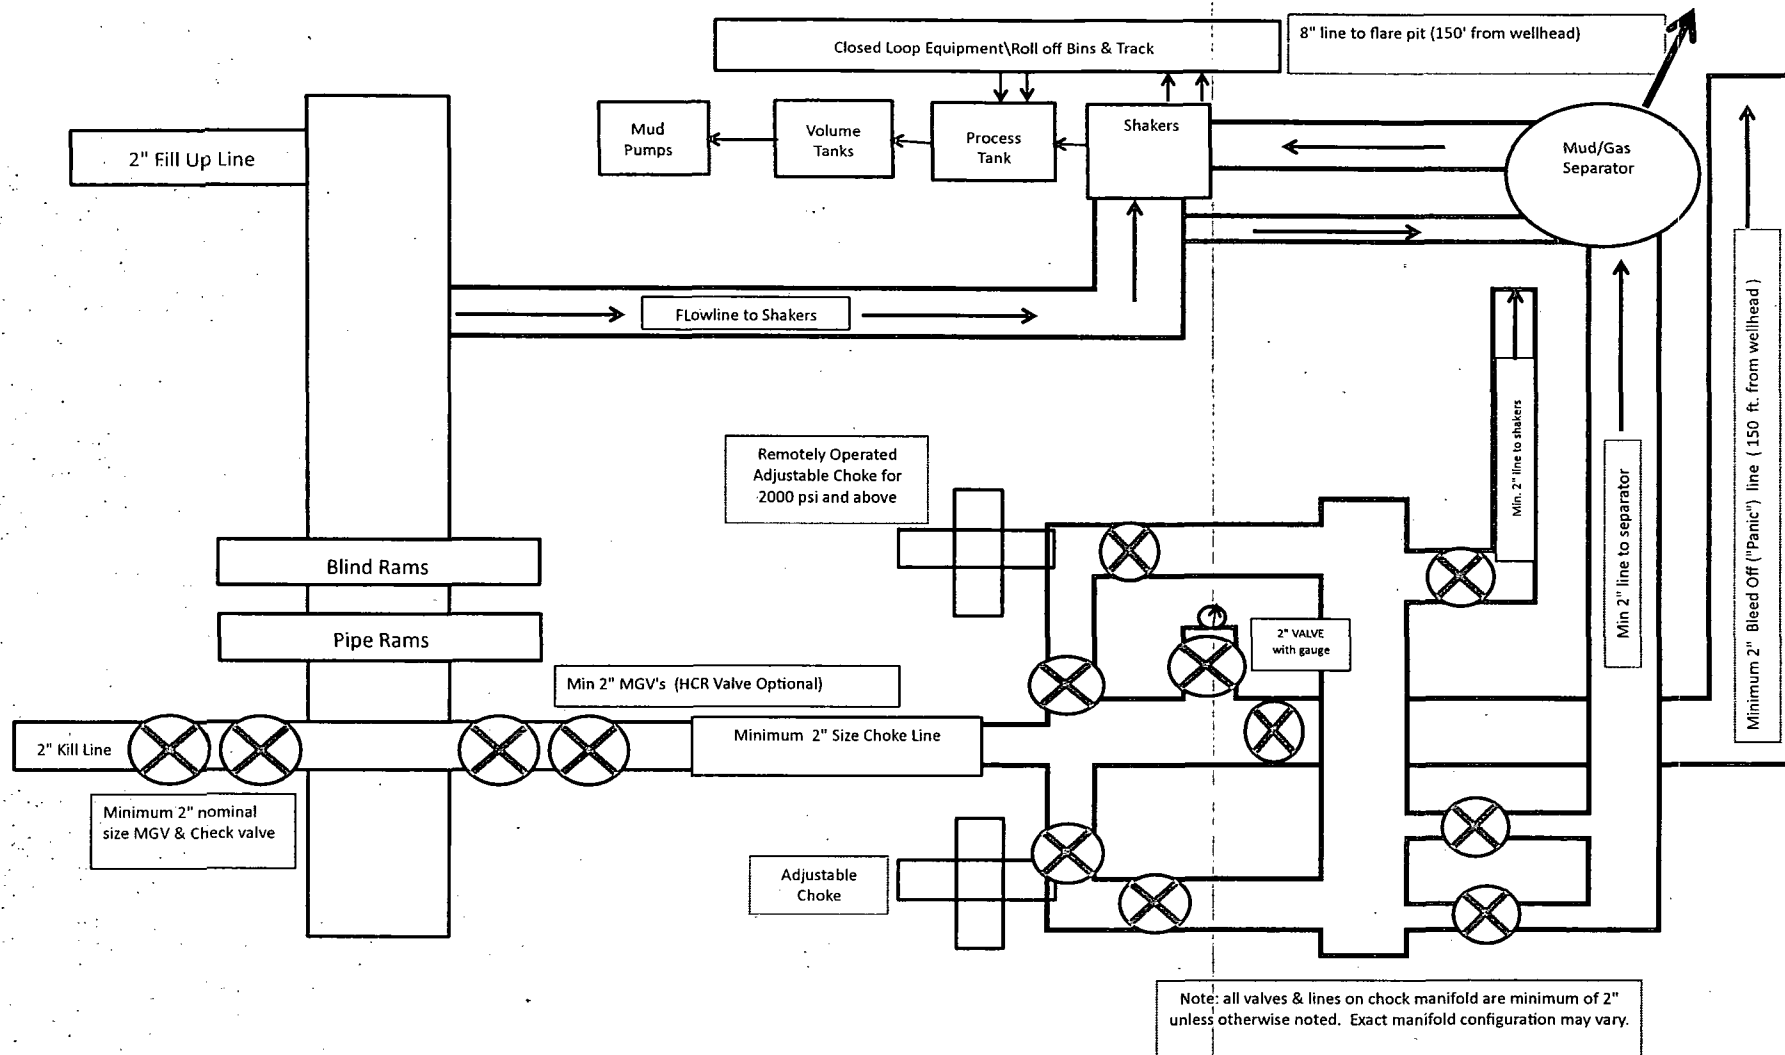 Closed Loop Equipment\Roll off Bins & Track
8" line to flare pit (150' from wellhead)
2" Fill Up Line
Mud
Pumps
Volume
Tanks
Process
Tank
Shakers
Mud/Gas
Separator
FLowline to Shakers
Remotely Operated
Adjustable Choke for
2000 psi and above
Min. 2" line to shakers
Min 2" line to separator
Minimum 2" Bleed Off ("Panic") line ( 150 ft. from wellhead )
Blind Rams
Pipe Rams
2" VALVE
with gauge
Min 2" MGV's (HCR Valve Optional)
2" Kill Line
Minimum 2" Size Choke Line
Minimum 2" nominal
size MGV & Check valve
Adjustable
Choke
Note: all valves & lines on chock manifold are minimum of 2"
unless otherwise noted. Exact manifold configuration may vary.